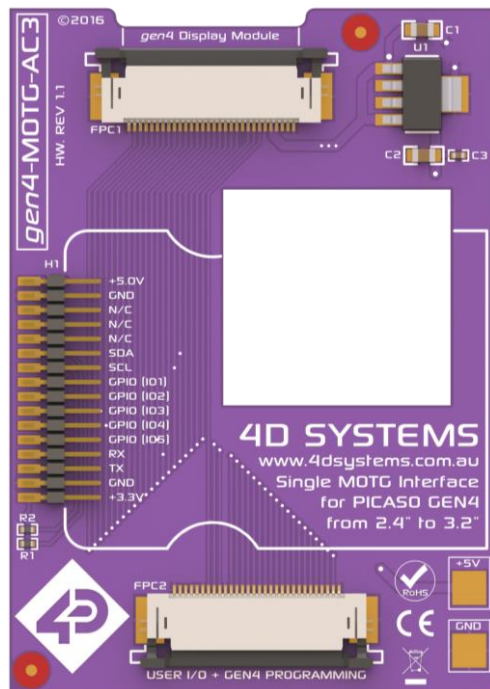 ©2016
gen4 Display Module
C1
U1
gen4-MOTG-AC3
HW. REV 1.1
FPC1
C2
C3
H1
+5.0V
GND
N/C
N/C
N/C
SDA
SCL
GPIO (IO1)
GPIO (IO2)
GPIO (IO3)
GPIO (IO4)
GPIO (IO5)
RX
TX
GND
+3.3V
4D SYSTEMS
www.4dsystems.com.au
Single MOTG Interface
for PICASO GEN4
from 2.4" to 3.2"
R2
R1
FPC2
RoHS
+5V
4D
CE
GND
USER I/O + GEN4 PROGRAMMING